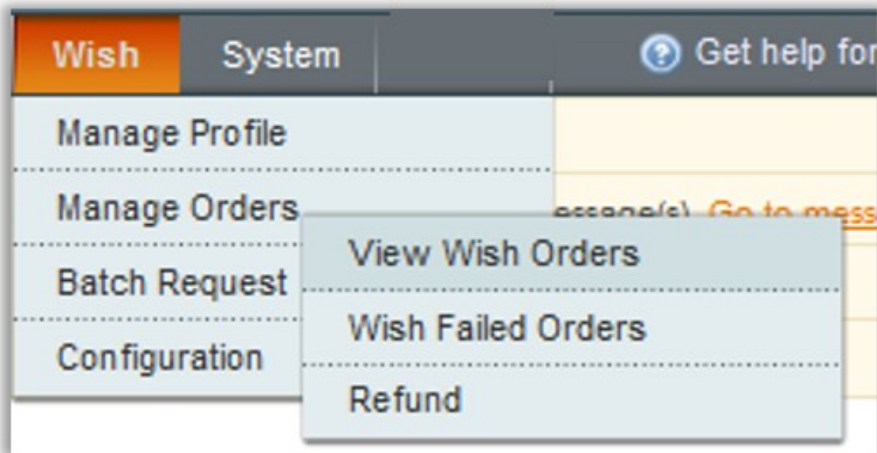 Wish System Get help for
Manage Profile
Manage Orders
essage(s). Go to mess
View Wish Orders
Batch Request
Wish Failed Orders
Configuration
Refund